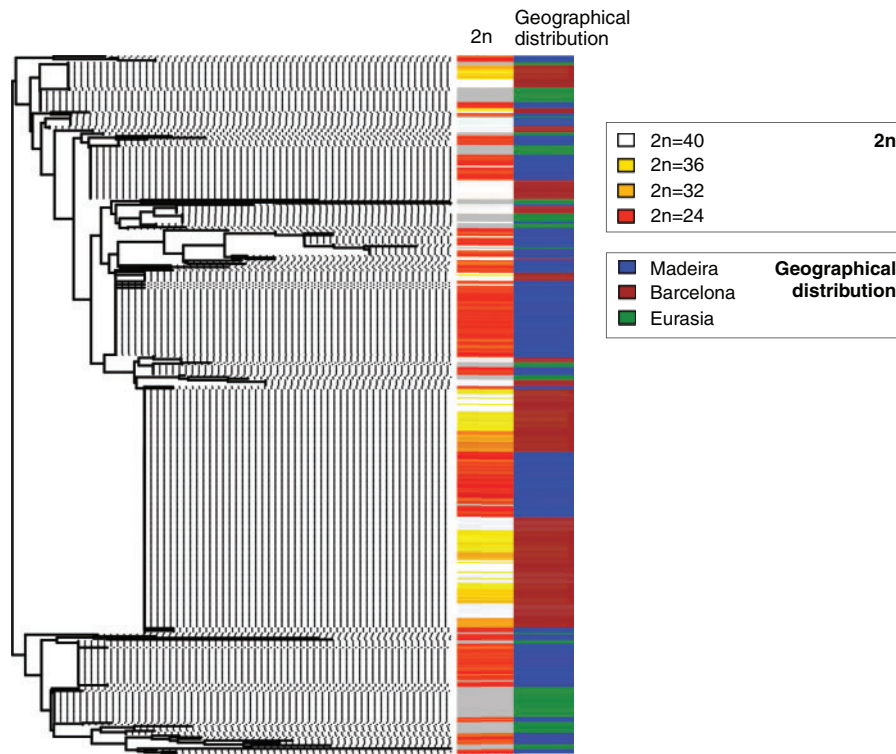 2n
Geographical
distribution
2n
2n=40
2n=36
2n=32
2n=24
Geographical
distribution
Madeira
Barcelona
Eurasia